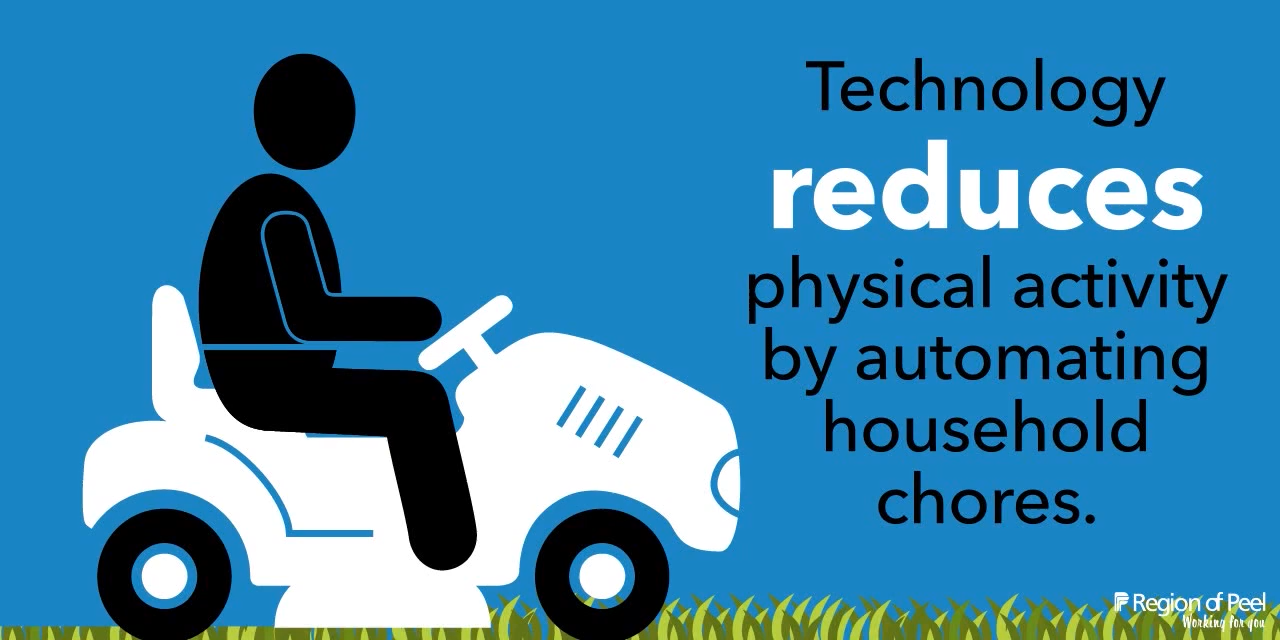 Technology
reduces
physical activity
by automating
household
chores.
Region of Peel
Working for you